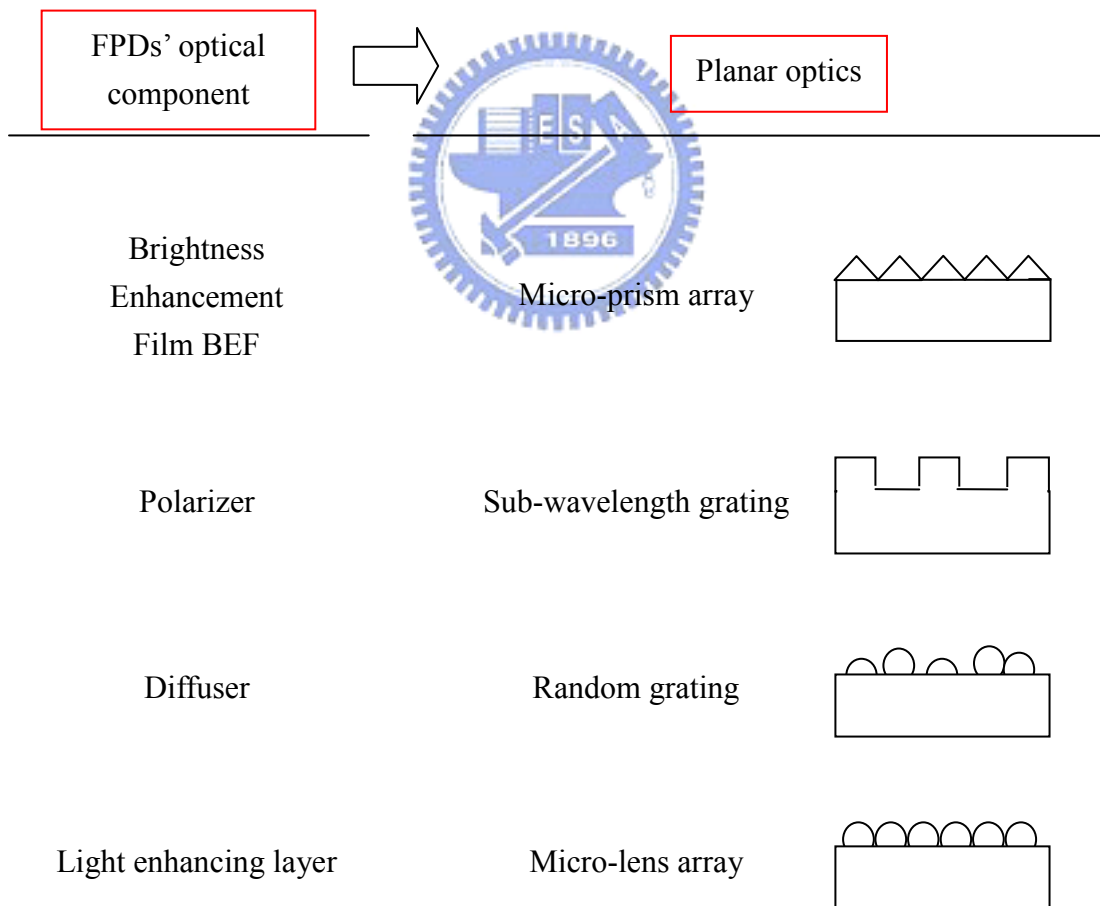 FPDs’ optical
component
Planar optics
E S A
1896
Brightness
Enhancement
Film BEF
Micro-prism array
Polarizer
Sub-wavelength grating
Diffuser
Random grating
Light enhancing layer
Micro-lens array